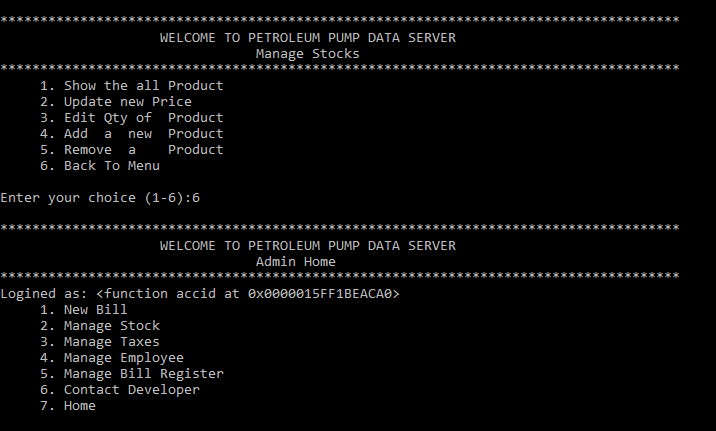 *************************************************************************************
WELCOME TO PETROLEUM PUMP DATA SERVER
Manage Stocks
*************************************************************************************
1. Show the all Product
2. Update new Price
3. Edit Qty of  Product
4. Add  a  new  Product
5. Remove  a    Product
6. Back To Menu
Enter your choice (1-6):6
*************************************************************************************
WELCOME TO PETROLEUM PUMP DATA SERVER
Admin Home
*************************************************************************************
Logined as: <function accid at 0x0000015FF1BEACA0>
1. New Bill
2. Manage Stock
3. Manage Taxes
4. Manage Employee
5. Manage Bill Register
6. Contact Developer
7. Home